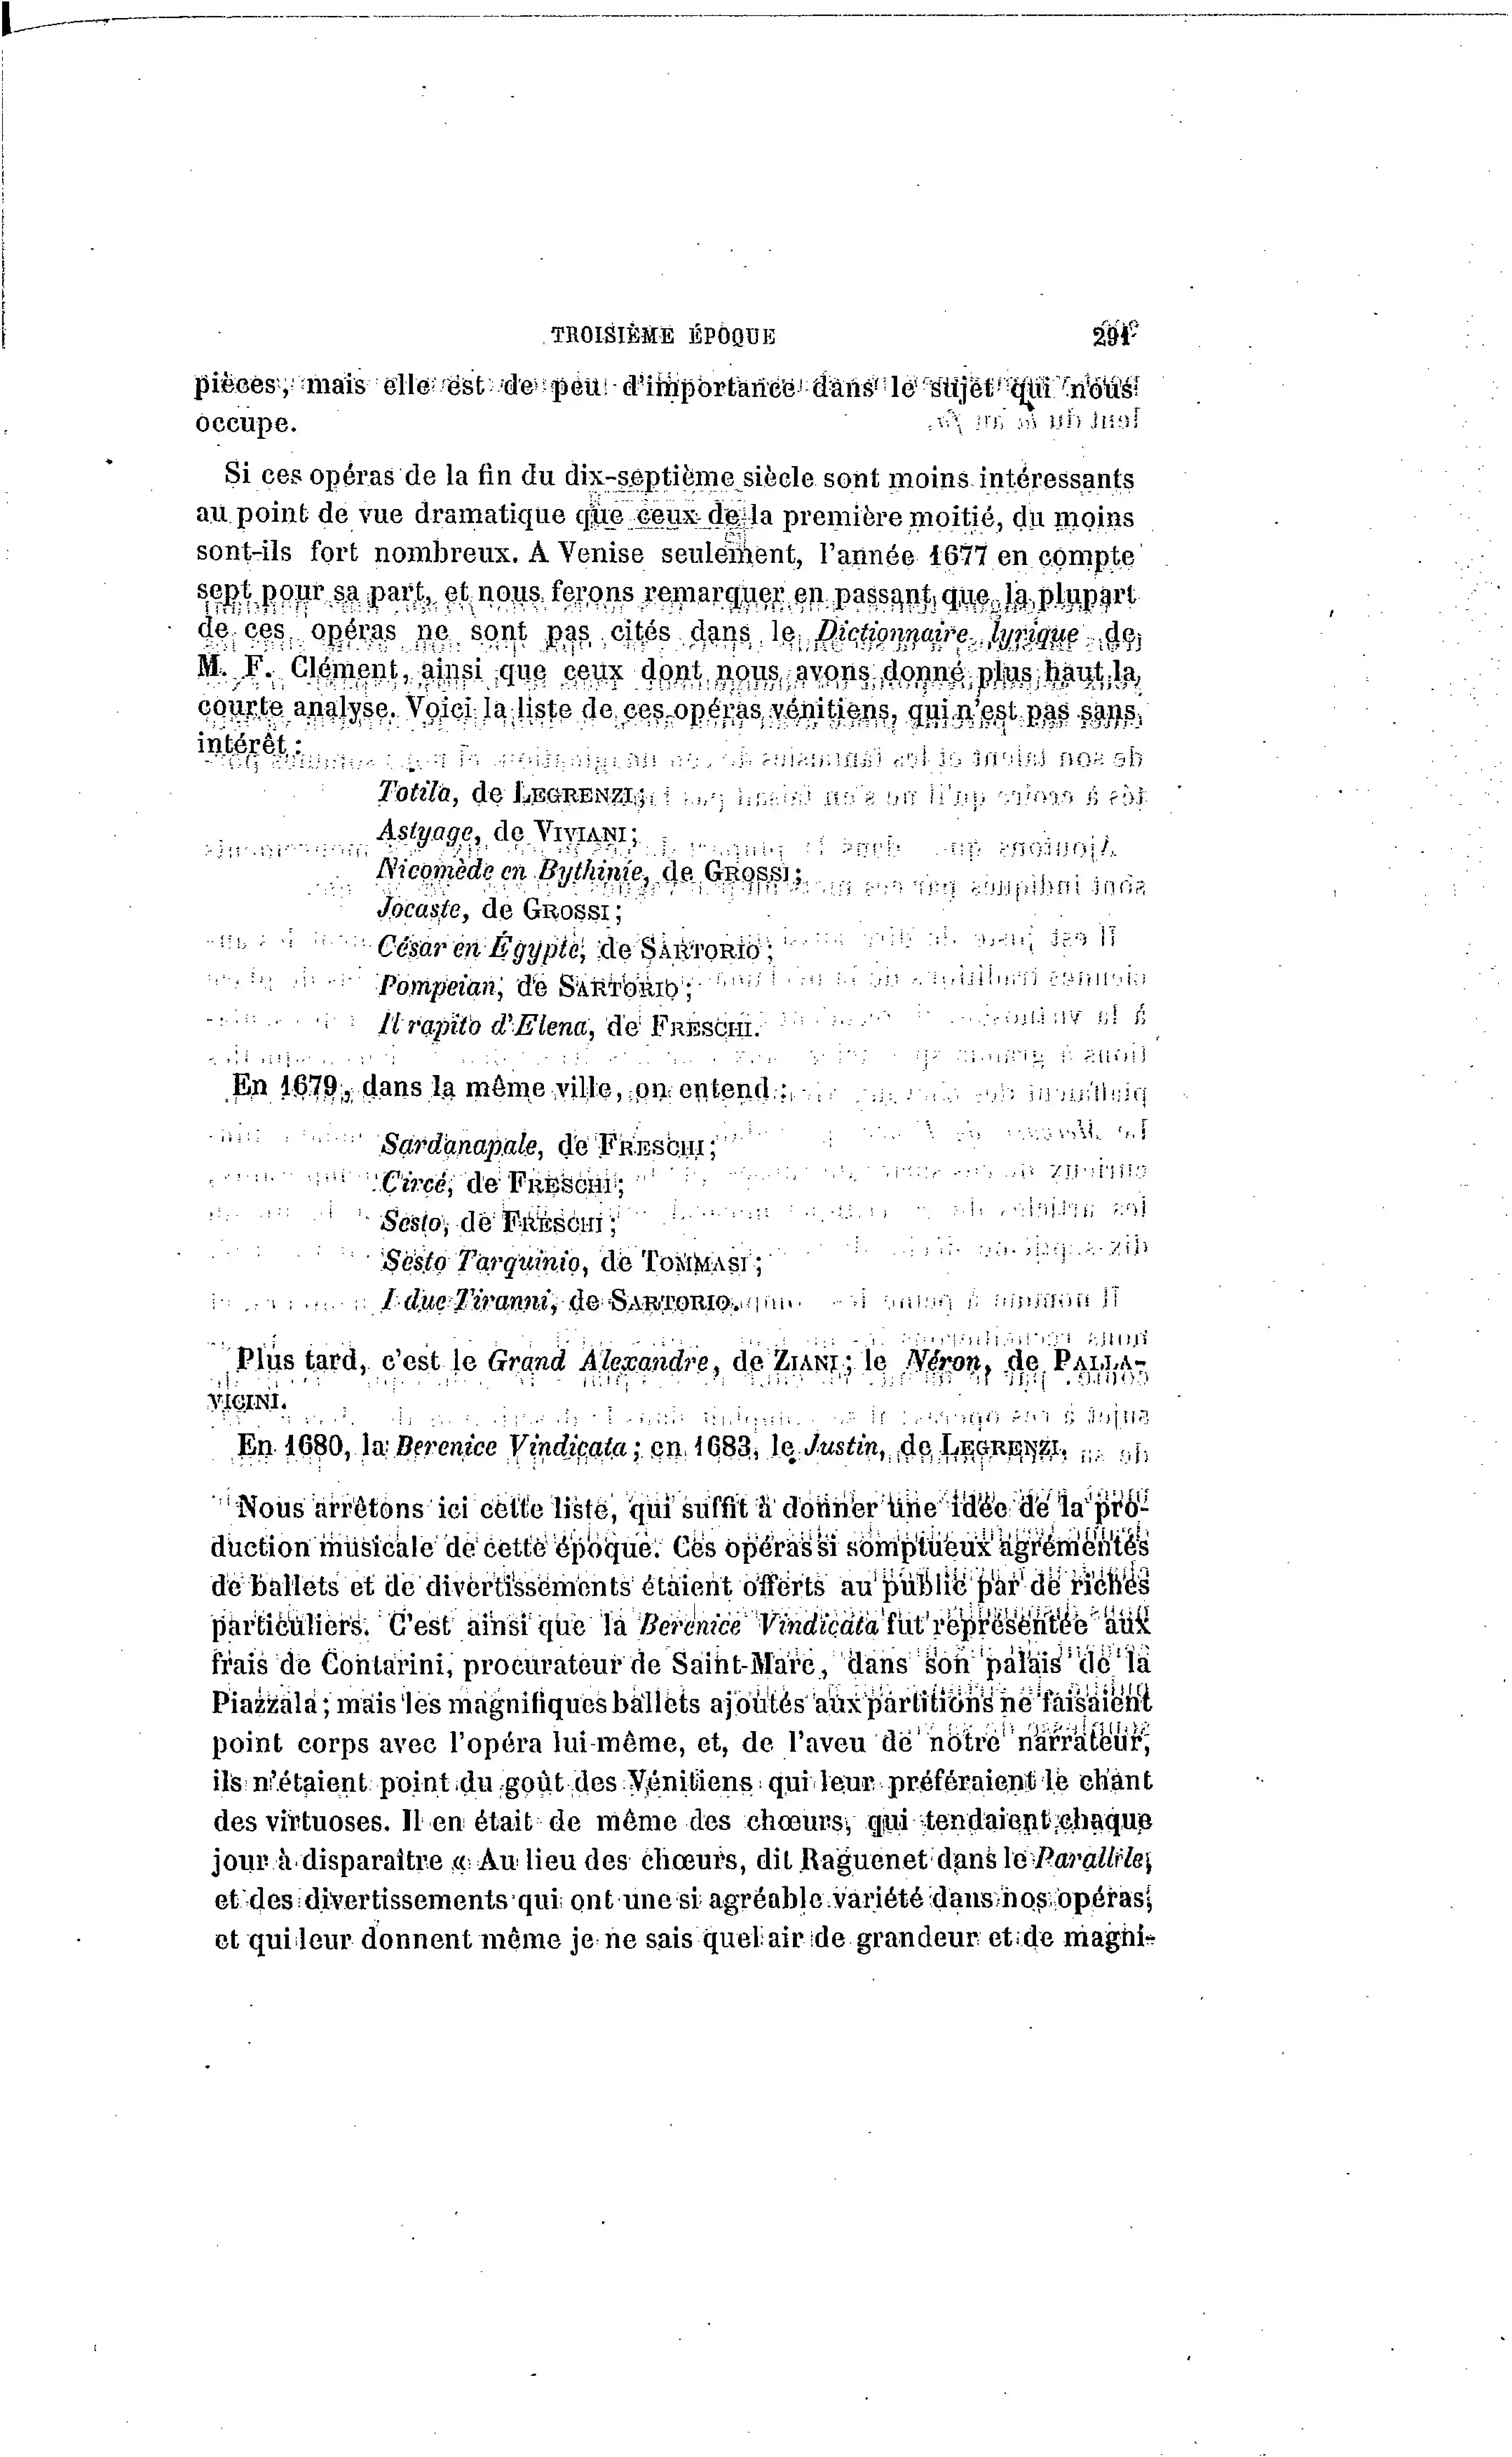 TROISIÈME ÉPOQUE 291
pièces, mais elle est de peu d'importance dans le sujet qui nous
occupe.
Si ces opéras de la fin du dix-septième siècle sont moins intéressants
au point de vue dramatique que ceux de la première moitié, du moins
sont-ils fort nombreux. A Venise seulement, l'année 1677 en compte
sept pour sa part, et nous ferons remarquer en passant que la plupart
de ces opéras ne sont pas cités dans le Dictionnaire lyrique de
M. F. Clément, ainsi que ceux dont nous avons donné plus haut la
courte analyse. Voici la liste de ces opéras vénitiens, qui n'est pas sans
intérêt :
Totila, de LEGRENZI;
Astyage, de VIVIANI;
Nicomède en Bythinie, de GROSSI;
Jocaste, de GROSSI;
César en Égypte, de SARTORIO;
Pompeian, de SARTORIO;
Il rapito d'Elena, de FRESCHI.
En 1679, dans la même ville, on entend :
Sardanapale, de FRESCHI;
Circé, de FRESCHI;
Sesto, de FRESCHI;
Sesto Tarquinio, de TOMMASI;
I due Tiranni, de SARTORIO.
Plus tard, c'est le Grand Alexandre, de ZIANI; le Néron, de PALLA-
VICINI.
En 1680, la Berenice Vindicata; en 1683, le Justin, de LEGRENZI.
Nous arrêtons ici cette liste, qui suffit à donner une idée de la pro-
duction musicale de cette époque. Ces opéras si somptueux agrémentés
de ballets et de divertissements étaient offerts au public par de riches
particuliers. C'est ainsi que la Berenice Vindicata fut représentée aux
frais de Contarini, procurateur de Saint-Marc, dans son palais de la
Piazzala; mais les magnifiques ballets ajoutés aux partitions ne faisaient
point corps avec l'opéra lui-même, et, de l'aveu de notre narrateur,
ils n'étaient point du goût des Vénitiens qui leur préféraient le chant
des virtuoses. Il en était de même des chœurs, qui tendaient chaque
jour à disparaître « Au lieu des chœurs, dit Raguenet dans le Parallèle,
et des divertissements qui ont une si agréable variété dans nos opéras,
et qui leur donnent même je ne sais quel air de grandeur et de magni-